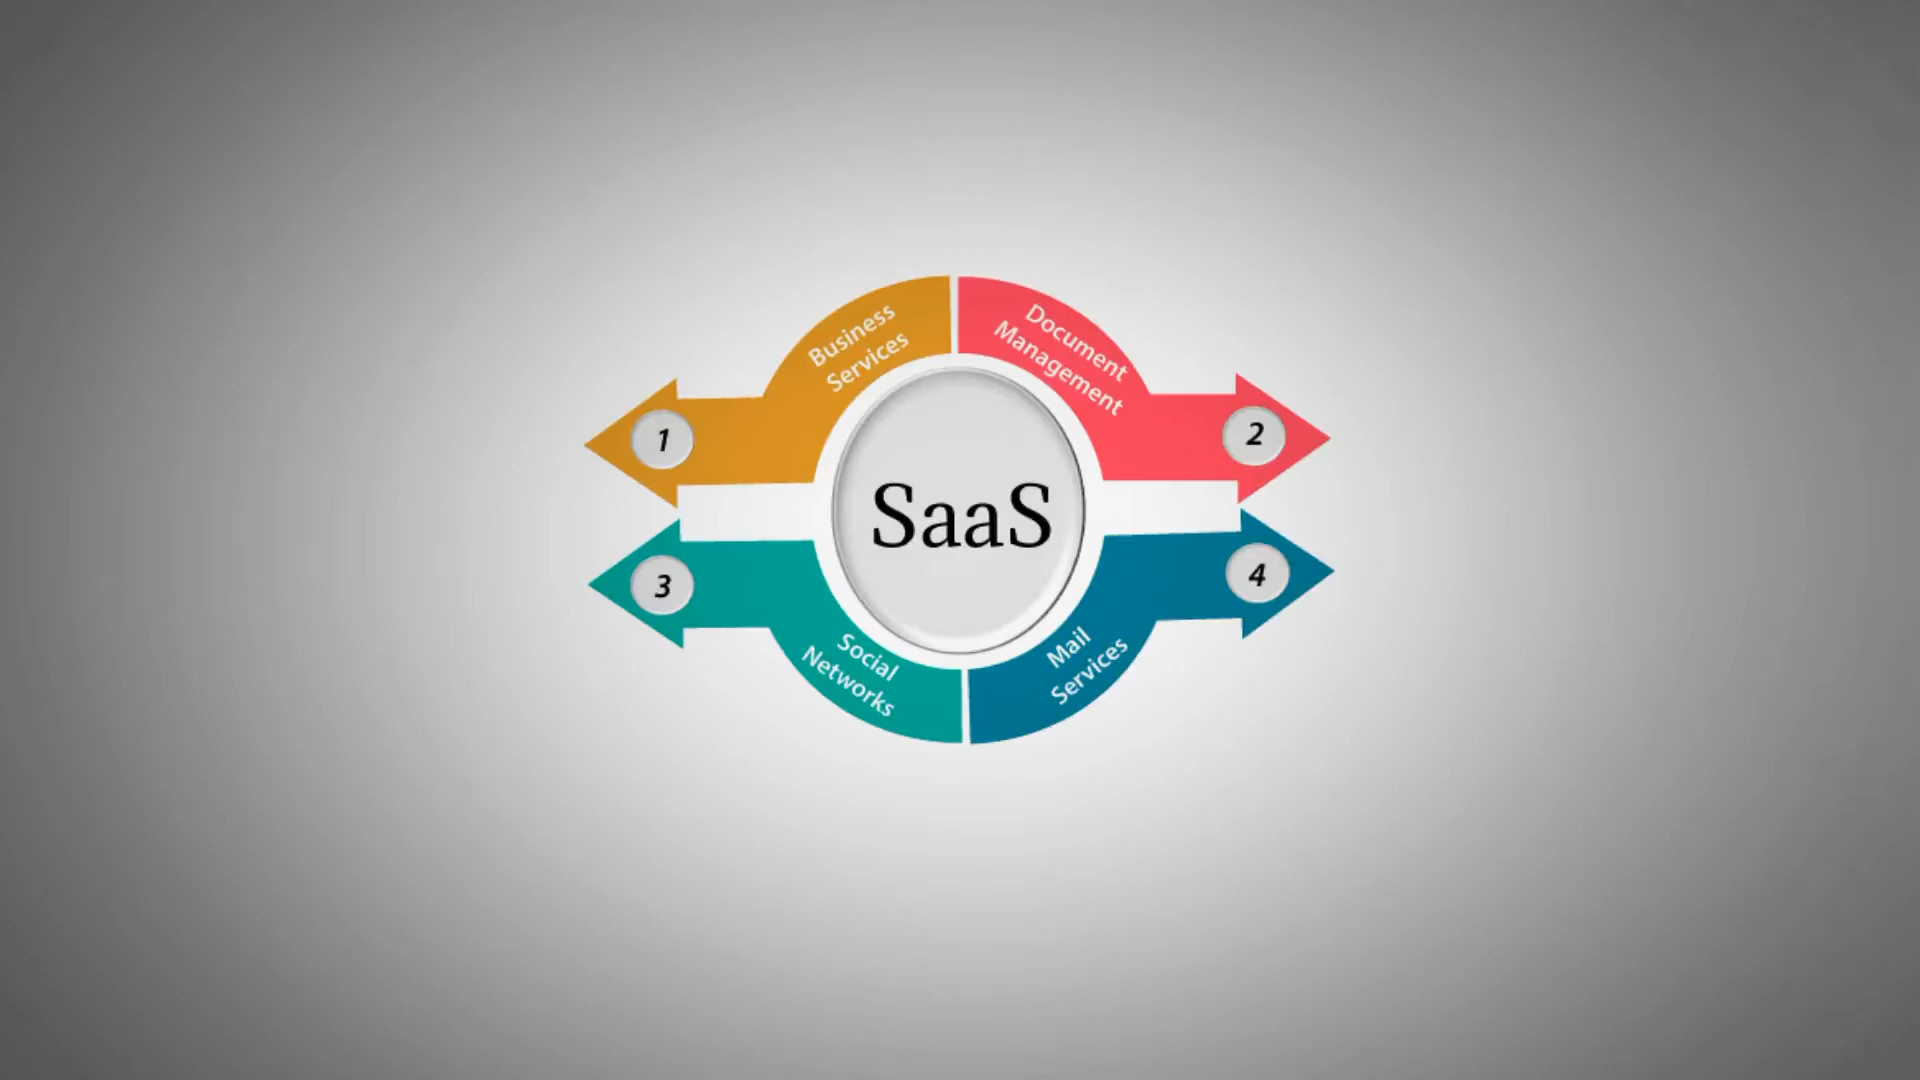 Business
Services
1
Document
Management
2
SaaS
3
Social
Networks
4
Mail
Services